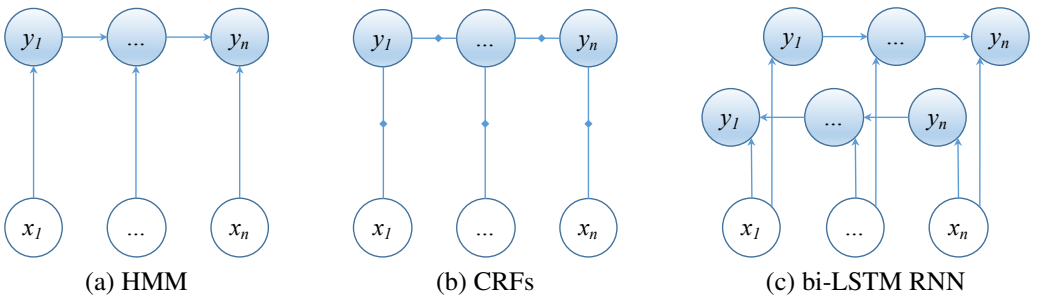 y1 ... yn
x1 ... xn
(a) HMM
y1 ... yn
x1 ... xn
(b) CRFs
y1 ... yn
y1 ... yn
x1 ... xn
(c) bi-LSTM RNN